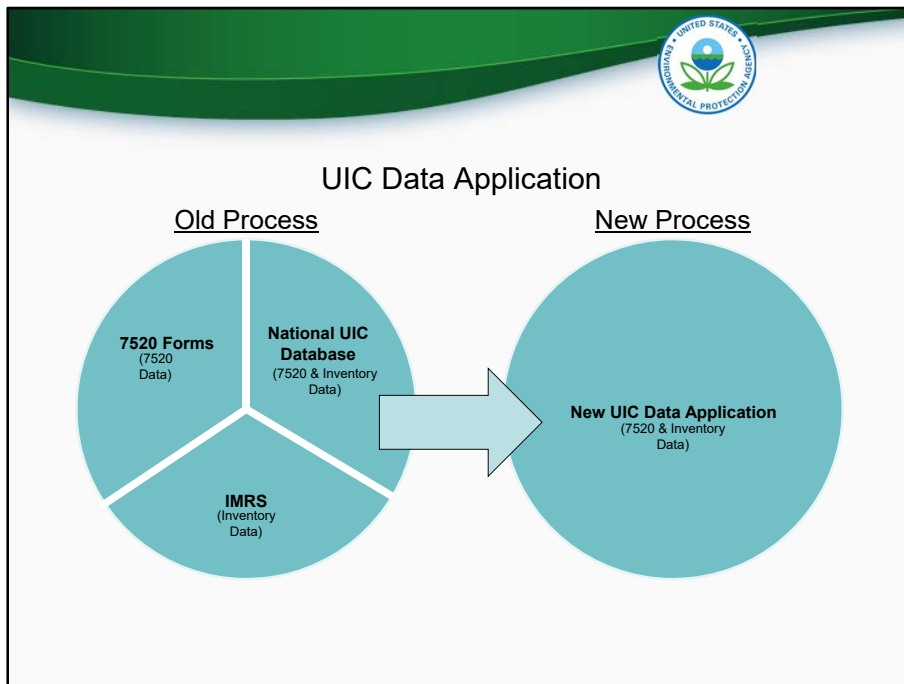 UNITED STATES
ENVIRONMENTAL PROTECTION AGENCY
UIC Data Application
Old Process
7520 Forms
(7520
Data)
National UIC
Database
(7520 & Inventory
Data)
IMRS
(Inventory
Data)
New Process
New UIC Data Application
(7520 & Inventory
Data)